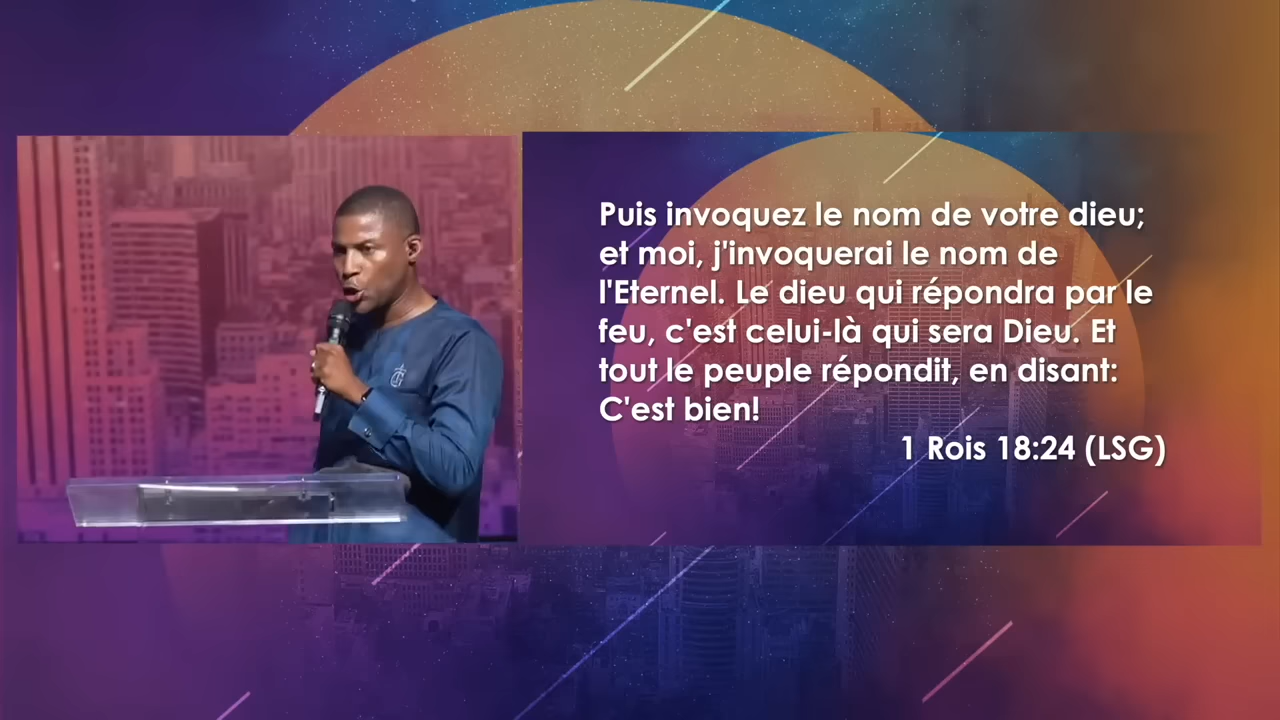 Puis invoquez le nom de votre dieu;
et moi, j'invoquerai le nom de
l'Eternel. Le dieu qui répondra par le
feu, c'est celui-là qui sera Dieu. Et
tout le peuple répondit, en disant:
C'est bien!
1 Rois 18:24 (LSG)